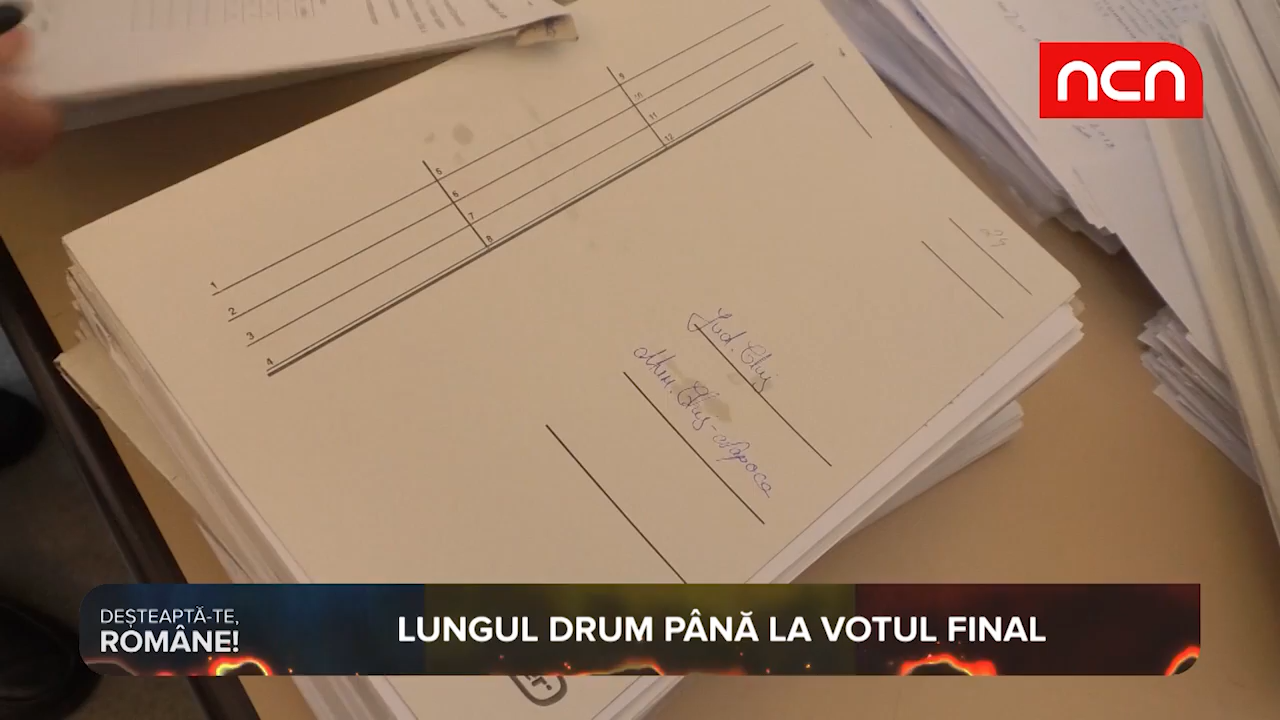 ncn
1
2
3
4
5
6
7
8
9
10
11
12
24
Jud. Cluj
Mun. Cluj-Napoca
DEȘTEAPTĂ-TE,
ROMÂNE!
LUNGUL DRUM PÂNĂ LA VOTUL FINAL